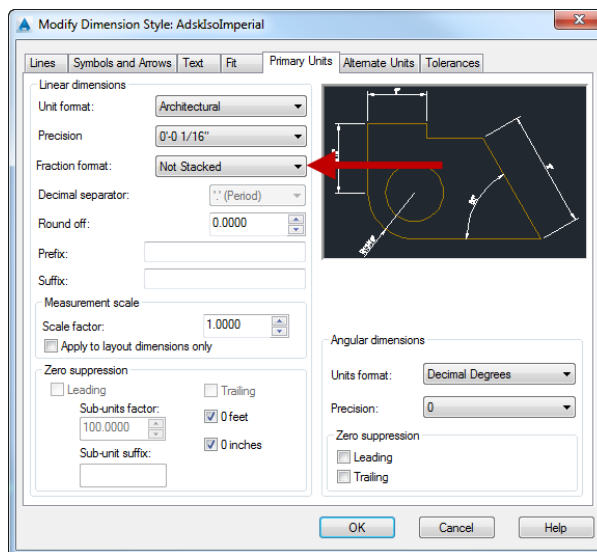 Modify Dimension Style: AdskIsoImperial
Lines Symbols and Arrows Text Fit Primary Units Alternate Units Tolerances
Linear dimensions
Unit format: Architectural
Precision 0'-0 1/16"
Fraction format: Not Stacked
Decimal separator: '.' (Period)
Round off: 0.0000
Prefix:
Suffix:
Measurement scale
Scale factor: 1.0000
Apply to layout dimensions only
Zero suppression
Leading Trailing
Sub-units factor:
100.0000
0 feet
Sub-unit suffix:
0 inches
Angular dimensions
Units format: Decimal Degrees
Precision: 0
Zero suppression
Leading
Trailing
OK Cancel Help